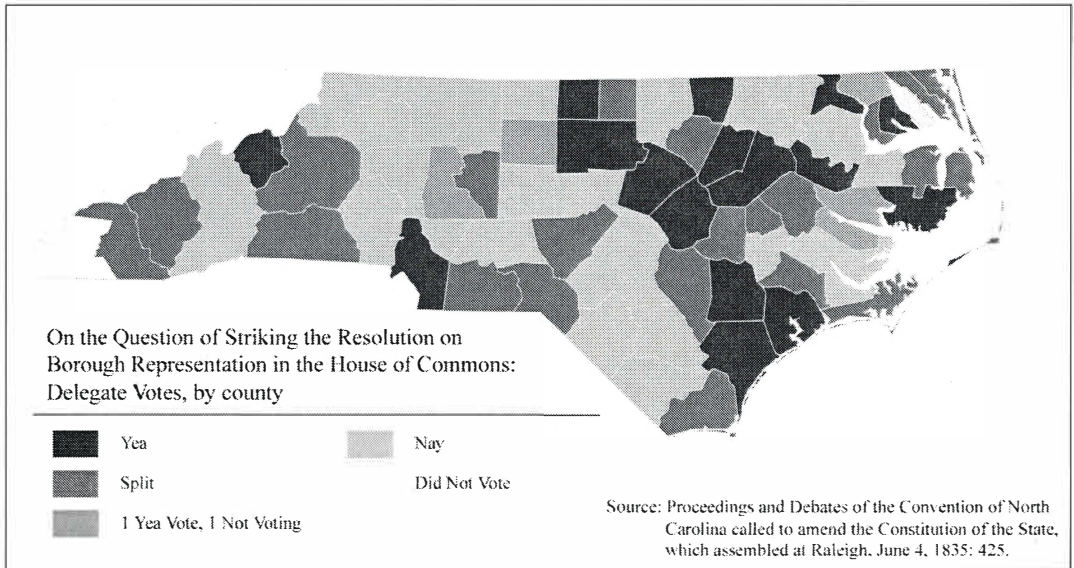 On the Question of Striking the Resolution on
Borough Representation in the House of Commons:
Delegate Votes, by county
Yea
Split
1 Yea Vote, 1 Not Voting
Nay
Did Not Vote
Source: Proceedings and Debates of the Convention of North
Carolina called to amend the Constitution of the State,
which assembled at Raleigh, June 4, 1835: 425.